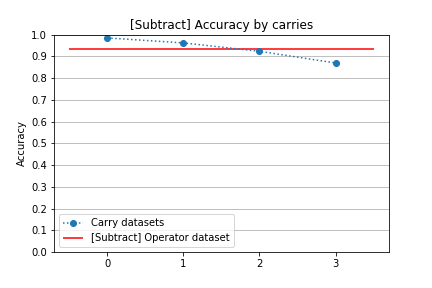 [Subtract] Accuracy by carries
1.0
0.9
0.8
0.7
0.6
0.5
0.4
0.3
0.2
0.1
0.0
Accuracy
Carry datasets
[Subtract] Operator dataset
0 1 2 3